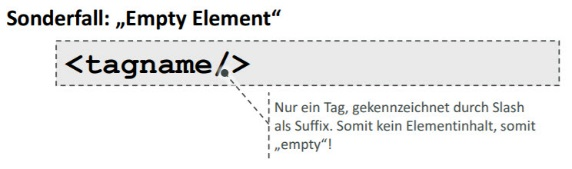 Sonderfall: „Empty Element“
<tagname/>
Nur ein Tag, gekennzeichnet durch Slash
als Suffix. Somit kein Elementinhalt, somit
„empty“!